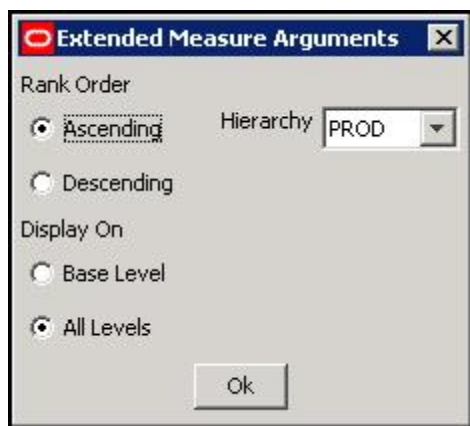 Extended Measure Arguments
Rank Order
Ascending
Hierarchy PROD
Descending
Display On
Base Level
All Levels
Ok